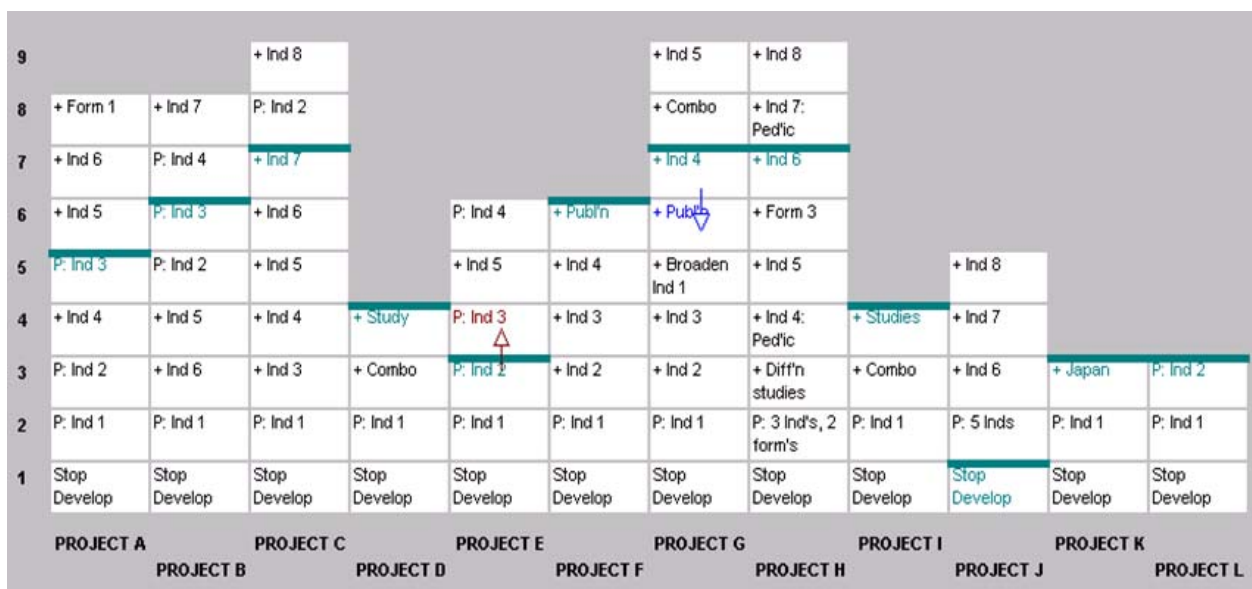 9 + Ind 8 + Ind 5 + Ind 8
8 + Form 1 + Ind 7 P: Ind 2 + Combo + Ind 7:
Ped'ic
7 + Ind 6 P: Ind 4 + Ind 7 + Ind 4 + Ind 6
6 + Ind 5 P: Ind 3 + Ind 6 P: Ind 4 + Publ'n + Publ'n + Form 3
5 P: Ind 3 P: Ind 2 + Ind 5 + Ind 5 + Ind 4 + Broaden + Ind 5 + Ind 8
Ind 1
4 + Ind 4 + Ind 5 + Ind 4 + Study P: Ind 3 + Ind 3 + Ind 3 + Ind 4: + Studies + Ind 7
Ped'ic
3 P: Ind 2 + Ind 6 + Ind 3 + Combo P: Ind 2 + Ind 2 + Ind 2 + Diff'n + Combo + Ind 6 + Japan P: Ind 2
studies
2 P: Ind 1 P: Ind 1 P: Ind 1 P: Ind 1 P: Ind 1 P: Ind 1 P: Ind 1 P: 3 Ind's, 2 P: Ind 1 P: 5 Inds P: Ind 1 P: Ind 1
form's
1 Stop Stop Stop Stop Stop Stop Stop Stop Stop Stop Stop Stop
Develop Develop Develop Develop Develop Develop Develop Develop Develop Develop Develop Develop
PROJECT A PROJECT C PROJECT E PROJECT G PROJECT I PROJECT K
PROJECT B PROJECT D PROJECT F PROJECT H PROJECT J PROJECT L